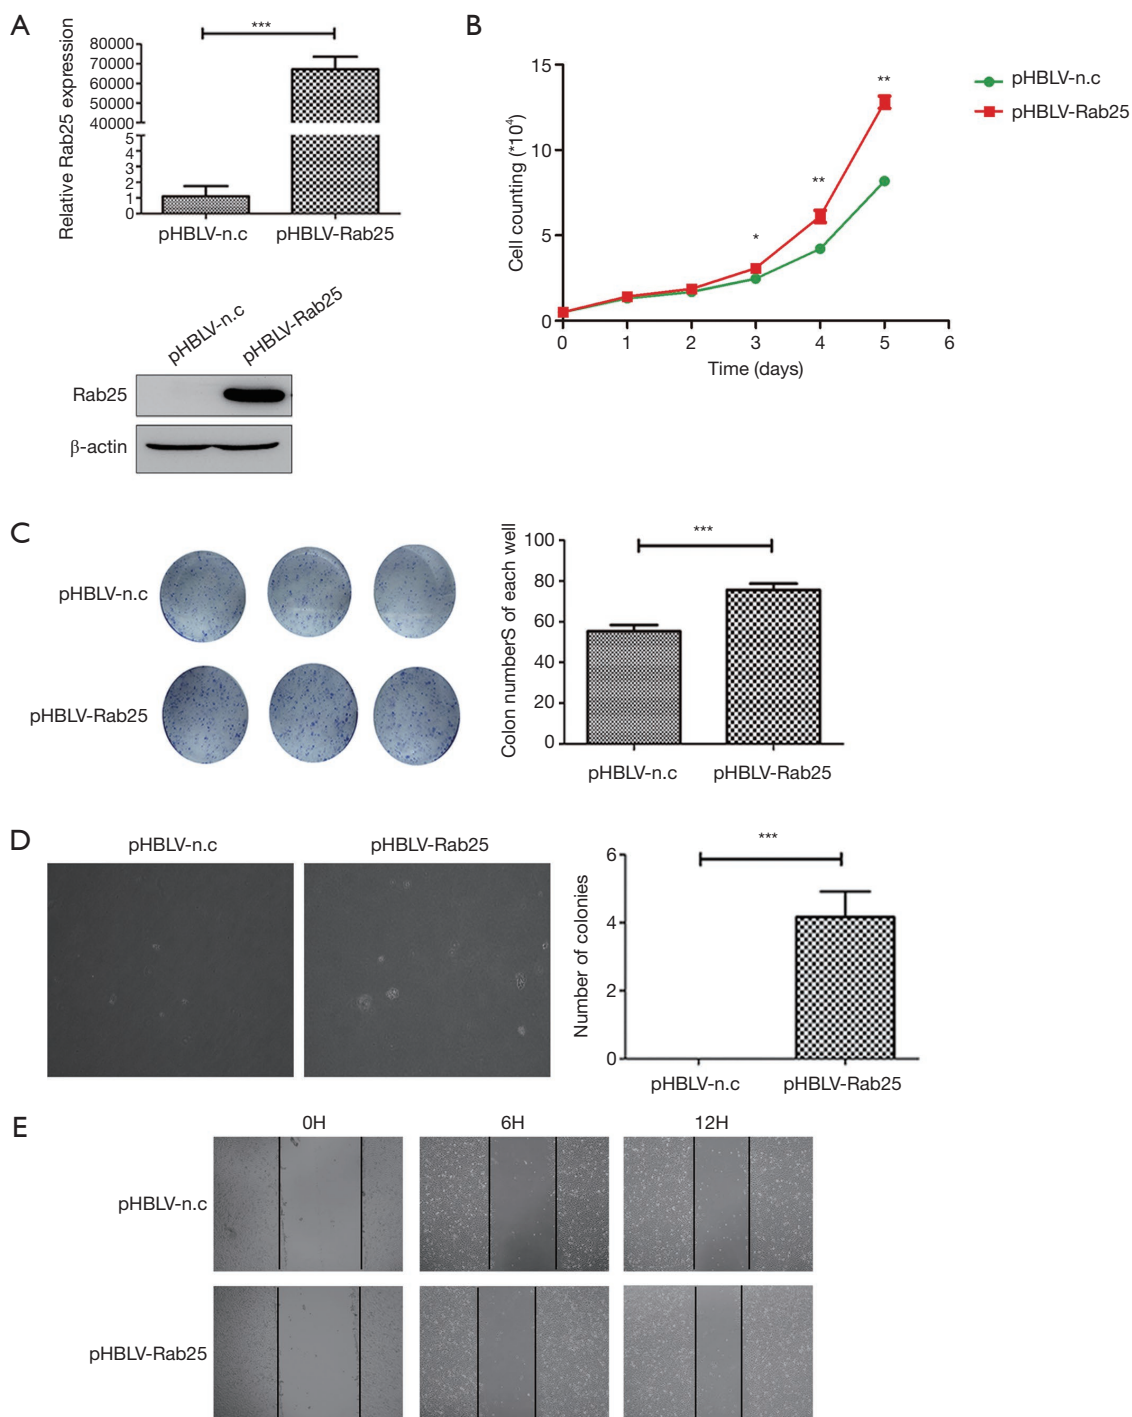 A
***
Relative Rab25 expression
80000
70000
60000
50000
40000
5
4
3
2
1
0
pHBLV-n.c
pHBLV-Rab25
pHBLV-n.c
pHBLV-Rab25
Rab25
β-actin
B
Cell counting (*10⁴)
15
10
5
0
*
**
**
0 1 2 3 4 5 6
Time (days)
pHBLV-n.c
pHBLV-Rab25
C
pHBLV-n.c
pHBLV-Rab25
***
Colon numberS of each well
100
80
60
40
20
0
pHBLV-n.c
pHBLV-Rab25
D
pHBLV-n.c
pHBLV-Rab25
***
Number of colonies
6
4
2
0
pHBLV-n.c
pHBLV-Rab25
E
0H
6H
12H
pHBLV-n.c
pHBLV-Rab25